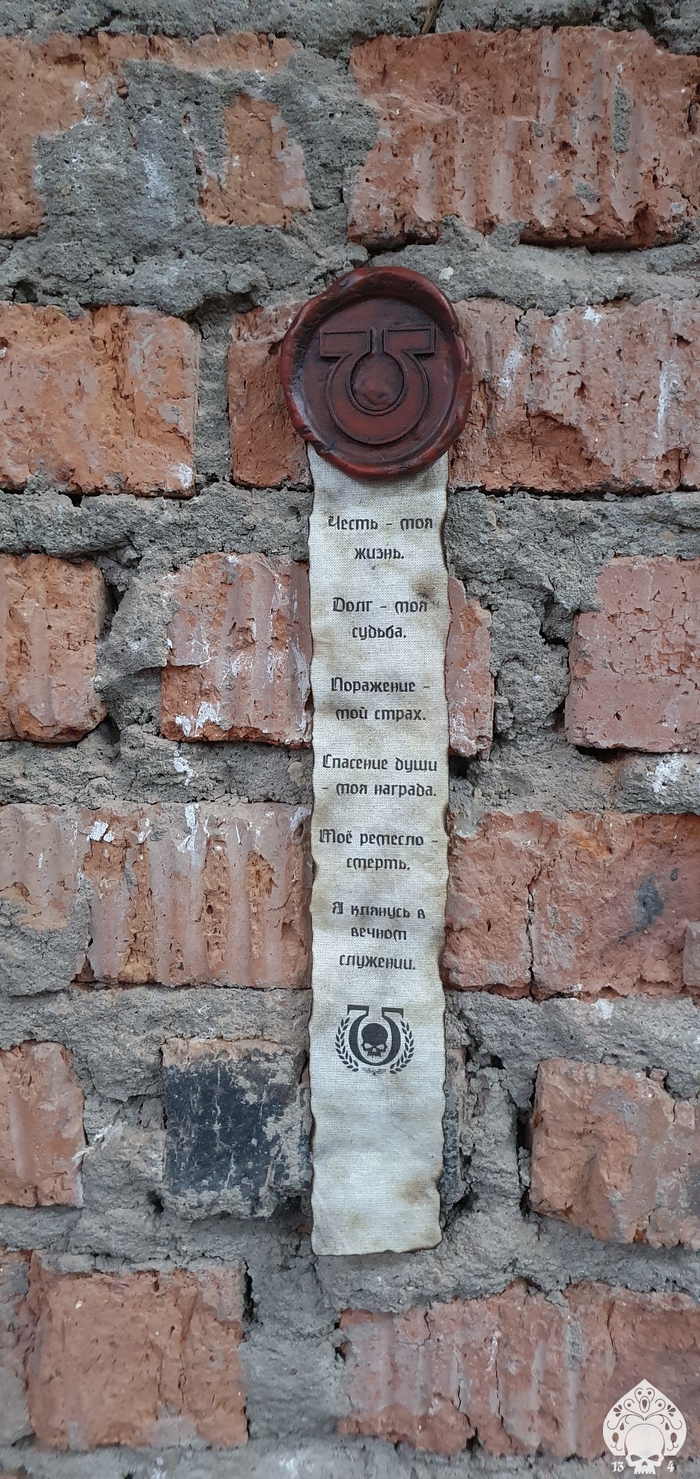 Честь - моя
жизнь.
Долг - моя
судьба.
Поражение -
мой страх.
Спасение души
- моя награда.
Моё ремесло -
смерть.
Я клянусь в
вечном
служении.
13 4